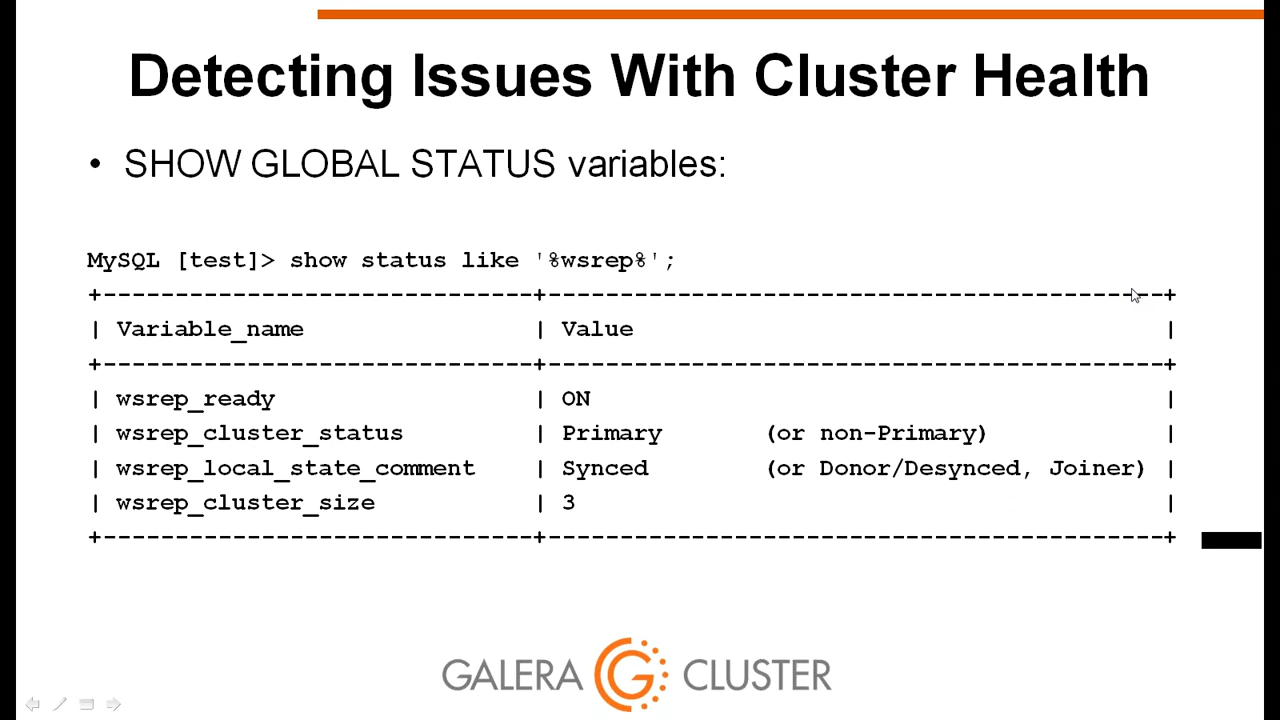 Detecting Issues With Cluster Health
• SHOW GLOBAL STATUS variables:
MySQL [test]> show status like '%wsrep%';
+------------------------------+-------------------------------------------+
| Variable_name | Value |
+------------------------------+-------------------------------------------+
| wsrep_ready | ON |
| wsrep_cluster_status | Primary (or non-Primary) |
| wsrep_local_state_comment | Synced (or Donor/Desynced, Joiner) |
| wsrep_cluster_size | 3 |
+------------------------------+-------------------------------------------+
GALERA CLUSTER